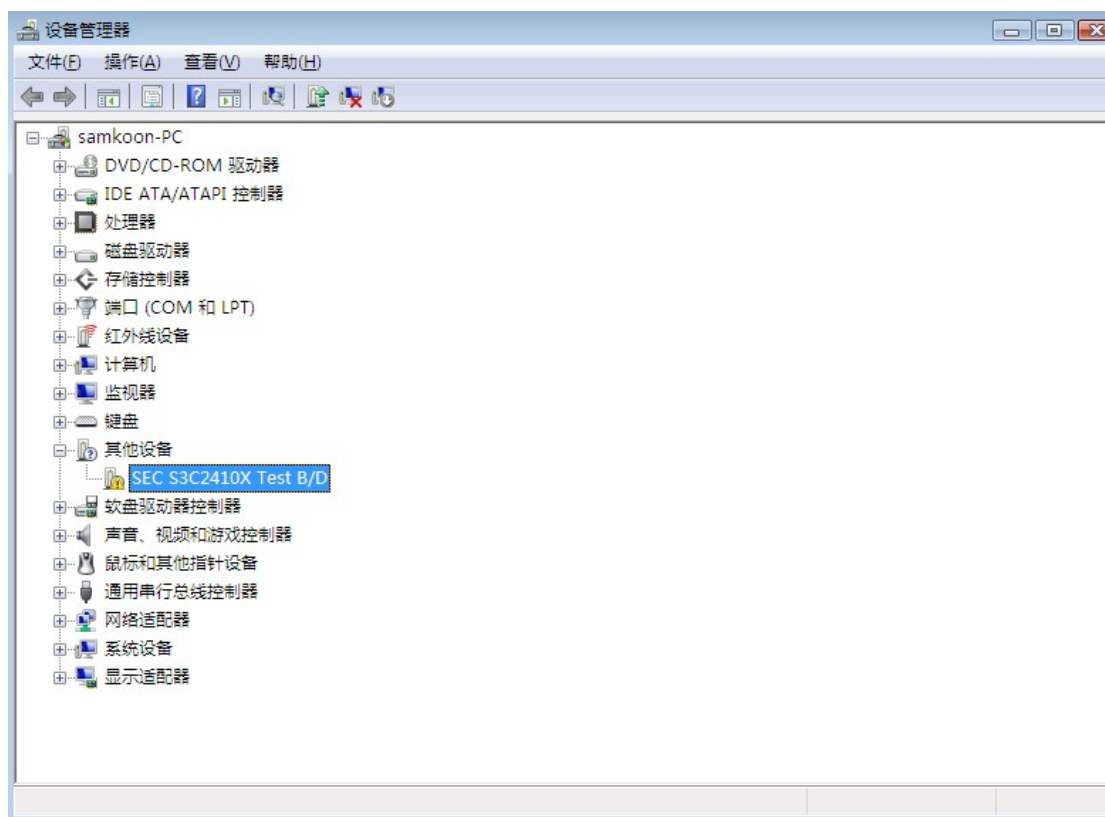 设备管理器
文件(F) 操作(A) 查看(V) 帮助(H)
samkoon-PC
DVD/CD-ROM 驱动器
IDE ATA/ATAPI 控制器
处理器
磁盘驱动器
存储控制器
端口 (COM 和 LPT)
红外线设备
计算机
监视器
键盘
其他设备
SEC S3C2410X Test B/D
软盘驱动器控制器
声音、视频和游戏控制器
鼠标和其他指针设备
通用串行总线控制器
网络适配器
系统设备
显示适配器